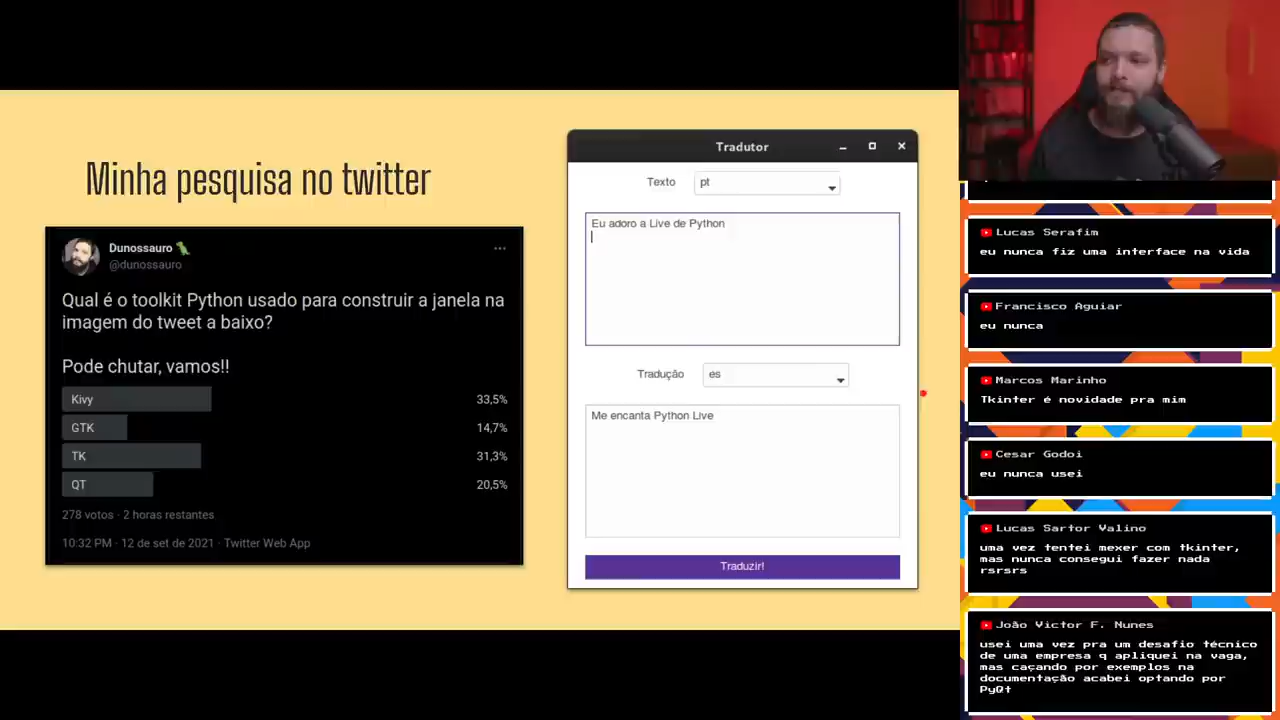 Minha pesquisa no twitter
Dunossauro
@dunossauro
Qual é o toolkit Python usado para construir a janela na
imagem do tweet a baixo?
Pode chutar, vamos!!
Kivy 33,5%
GTK 14,7%
TK 31,3%
QT 20,5%
278 votos · 2 horas restantes
10:32 PM · 12 de set de 2021 · Twitter Web App
Tradutor
Texto pt
Eu adoro a Live de Python
Tradução es
Me encanta Python Live
Traduzir!
Lucas Serafim
eu nunca fiz uma interface na vida
Francisco Aguiar
eu nunca
Marcos Marinho
Tkinter é novidade pra mim
Cesar Godoi
eu nunca usei
Lucas Sartor Valino
uma vez tentei mexer com tkinter,
mas nunca consegui fazer nada
rsrsrs
João Victor F. Nunes
usei uma vez pra um desafio técnico
de uma empresa q apliquei na vaga,
mas caçando por exemplos na
documentação acabei optando por
PyQt